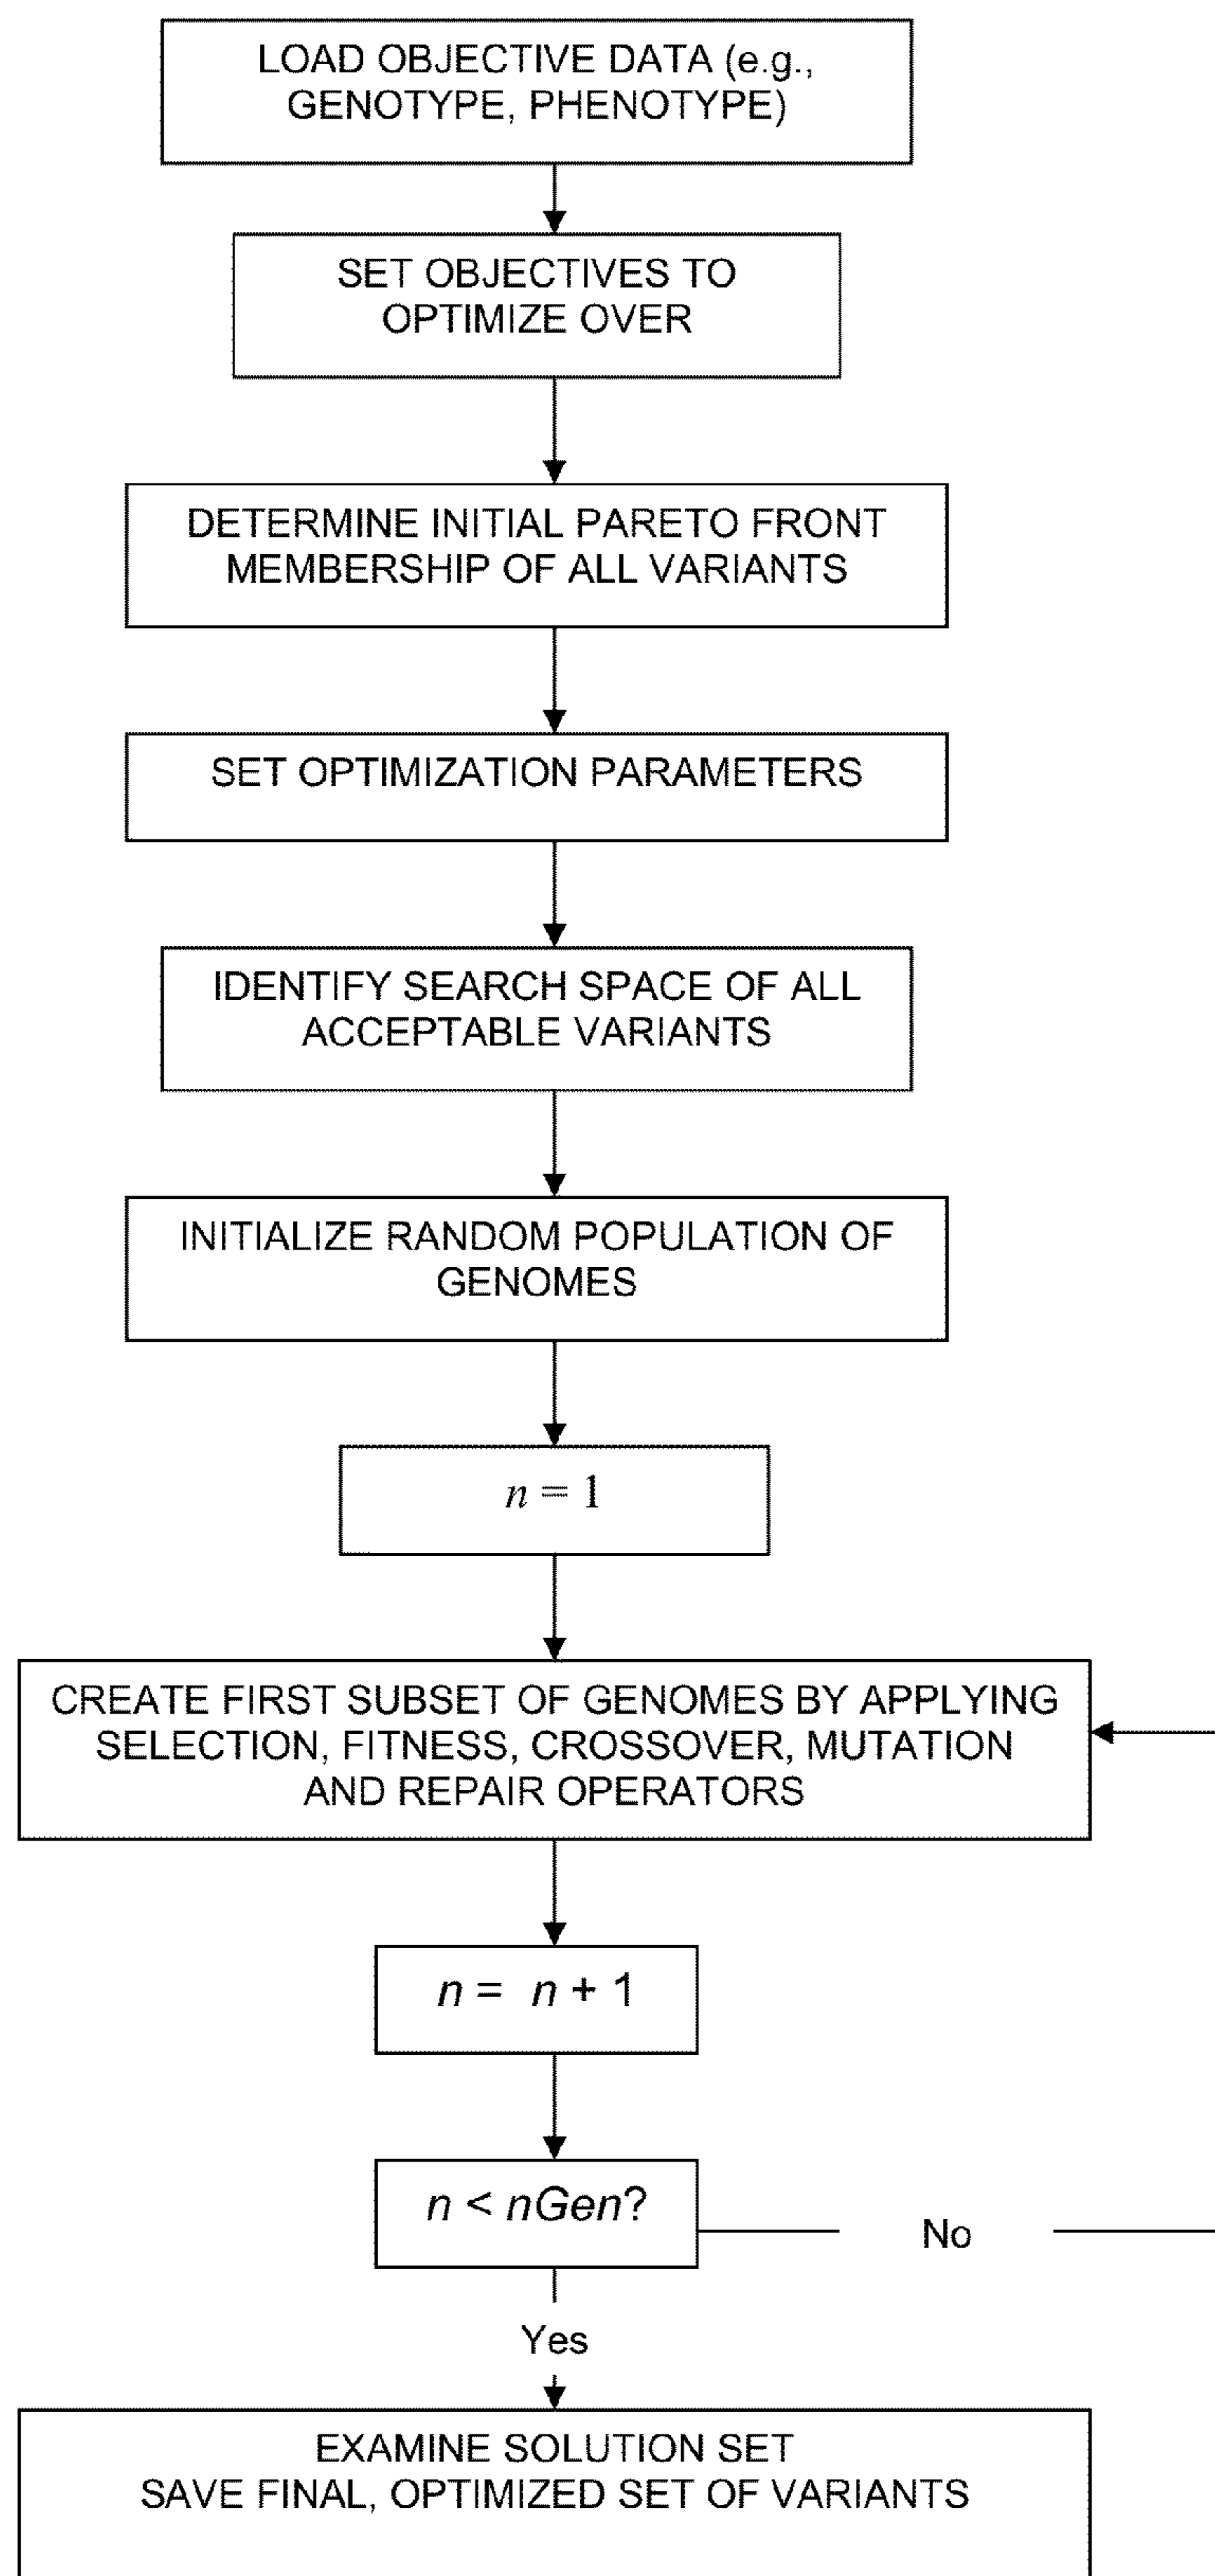 LOAD OBJECTIVE DATA (e.g.,
GENOTYPE, PHENOTYPE)
SET OBJECTIVES TO
OPTIMIZE OVER
DETERMINE INITIAL PARETO FRONT
MEMBERSHIP OF ALL VARIANTS
SET OPTIMIZATION PARAMETERS
IDENTIFY SEARCH SPACE OF ALL
ACCEPTABLE VARIANTS
INITIALIZE RANDOM POPULATION OF
GENOMES
n = 1
CREATE FIRST SUBSET OF GENOMES BY APPLYING
SELECTION, FITNESS, CROSSOVER, MUTATION
AND REPAIR OPERATORS
n = n + 1
n < nGen?
No
Yes
EXAMINE SOLUTION SET
SAVE FINAL, OPTIMIZED SET OF VARIANTS